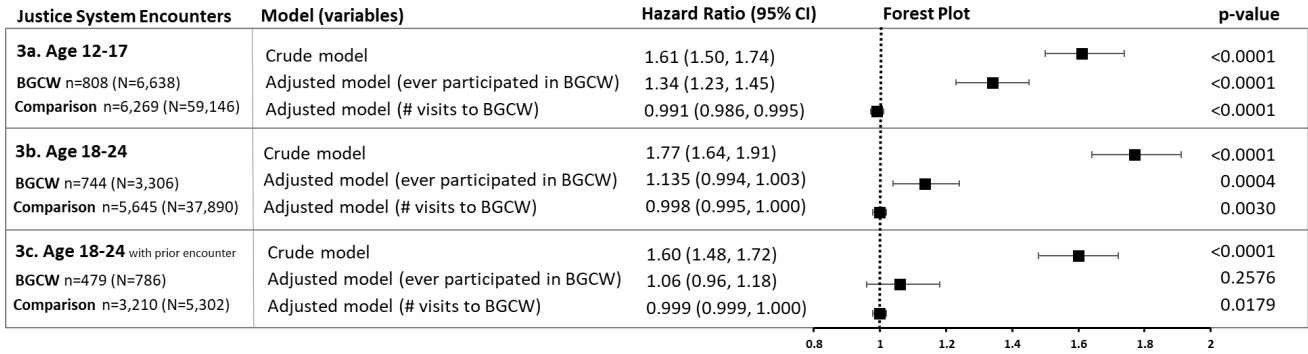 Justice System Encounters Model (variables) Hazard Ratio (95% CI) Forest Plot p-value
3a. Age 12-17
Crude model 1.61 (1.50, 1.74) <0.0001
BGCW n=808 (N=6,638) Adjusted model (ever participated in BGCW) 1.34 (1.23, 1.45) <0.0001
Comparison n=6,269 (N=59,146) Adjusted model (# visits to BGCW) 0.991 (0.986, 0.995) <0.0001
3b. Age 18-24 Crude model 1.77 (1.64, 1.91) <0.0001
BGCW n=744 (N=3,306) Adjusted model (ever participated in BGCW) 1.135 (0.994, 1.003) 0.0004
Comparison n=5,645 (N=37,890) Adjusted model (# visits to BGCW) 0.998 (0.995, 1.000) 0.0030
3c. Age 18-24 with prior encounter Crude model 1.60 (1.48, 1.72) <0.0001
BGCW n=479 (N=786) Adjusted model (ever participated in BGCW) 1.06 (0.96, 1.18) 0.2576
Comparison n=3,210 (N=5,302) Adjusted model (# visits to BGCW) 0.999 (0.999, 1.000) 0.0179
0.8 1 1.2 1.4 1.6 1.8 2